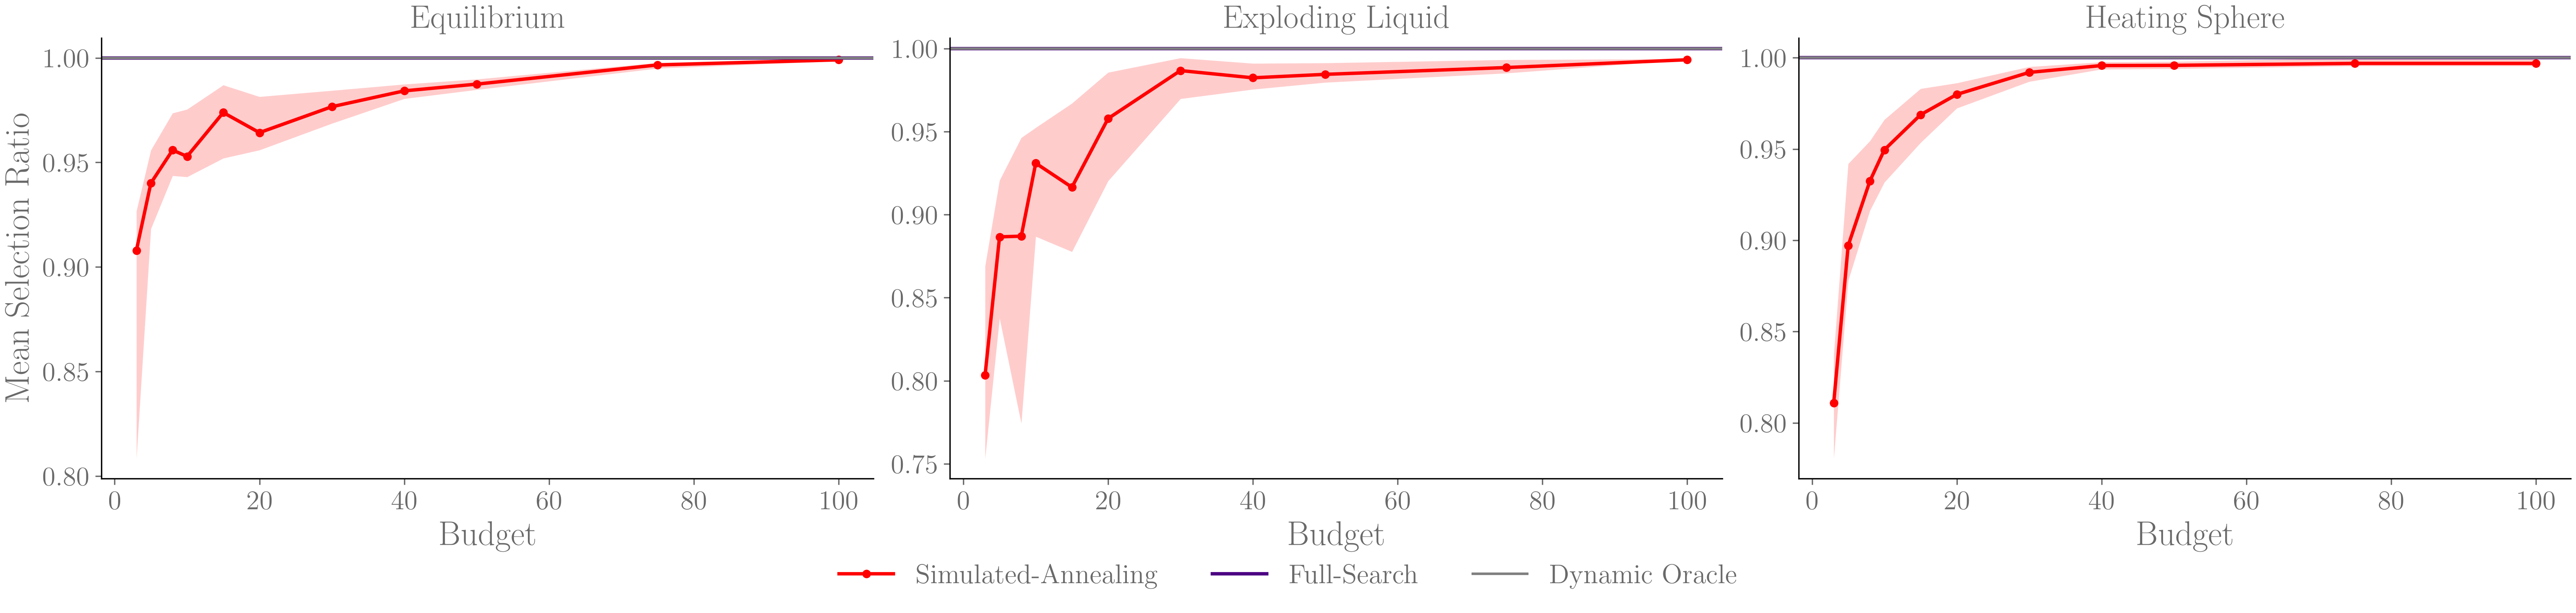 Equilibrium
Exploding Liquid
Heating Sphere
Mean Selection Ratio
1.00
0.95
0.90
0.85
0.80
0 20 40 60 80 100
Budget
1.00
0.95
0.90
0.85
0.80
0.75
0 20 40 60 80 100
Budget
1.00
0.95
0.90
0.85
0.80
0 20 40 60 80 100
Budget
Simulated-Annealing Full-Search Dynamic Oracle